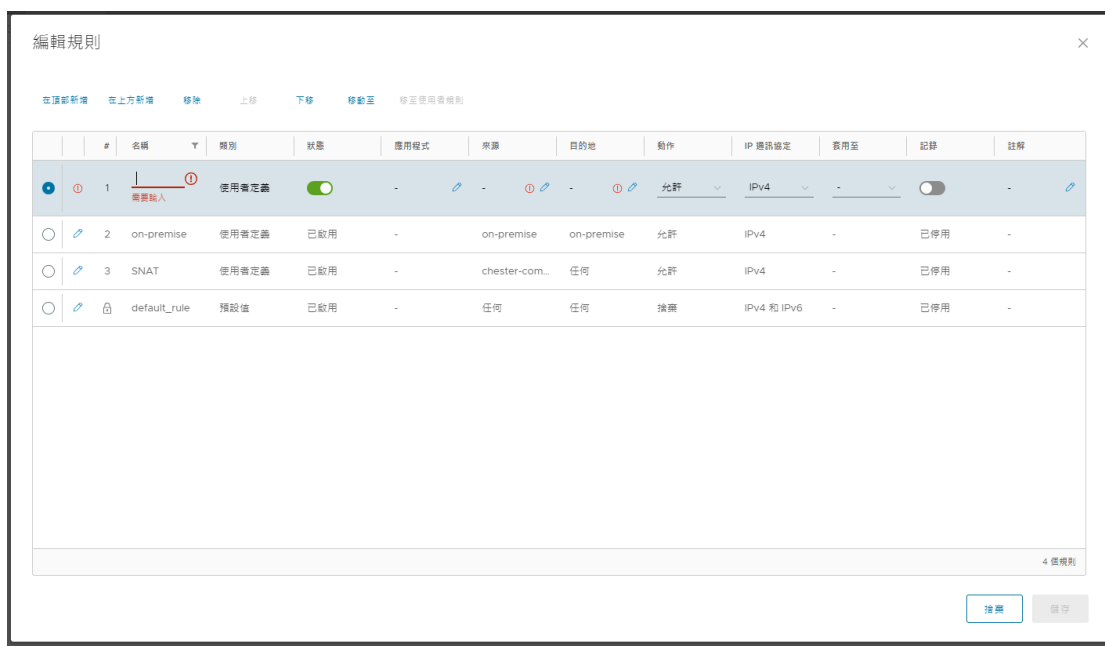 編輯規則
在頂部新增 在上方新增 移除 上移 下移 移動至 移至使用者規則
# 名稱 類別 狀態 應用程式 來源 目的地 動作 IP 通訊協定 套用至 記錄 註解
1 使用者定義 - - - 允許 IPv4 - -
需要輸入
2 on-premise 使用者定義 已啟用 - on-premise on-premise 允許 IPv4 - 已停用 -
3 SNAT 使用者定義 已啟用 - chester-com... 任何 允許 IPv4 - 已停用 -
default_rule 預設值 已啟用 - 任何 任何 捨棄 IPv4 和 IPv6 - 已停用 -
4 個規則
捨棄 儲存